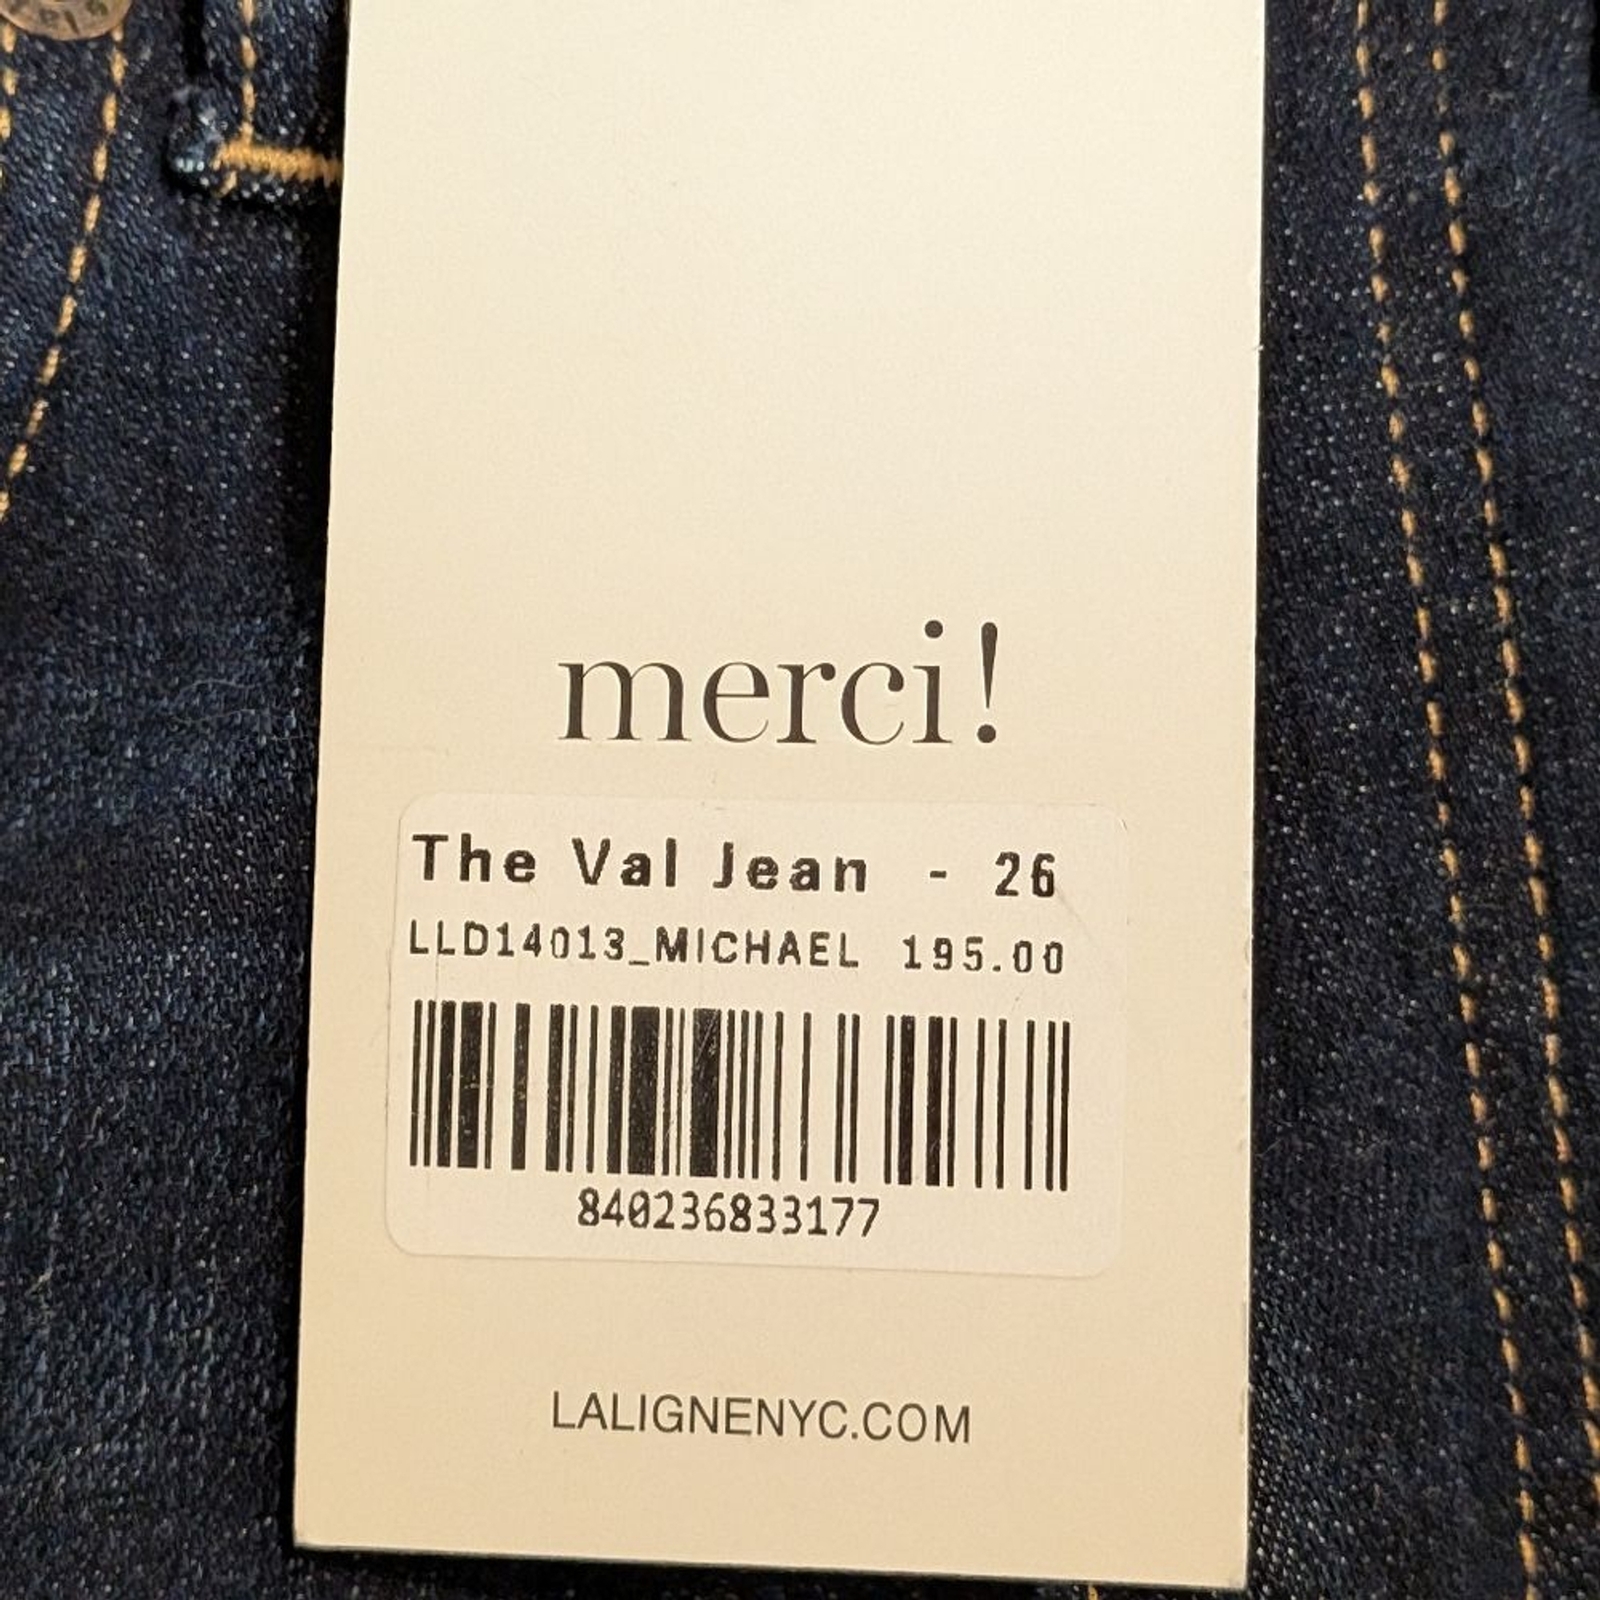 merci!
The Val Jean - 26
LLD14013_MICHAEL 195.00
840236833177
LALIGNENYC.COM